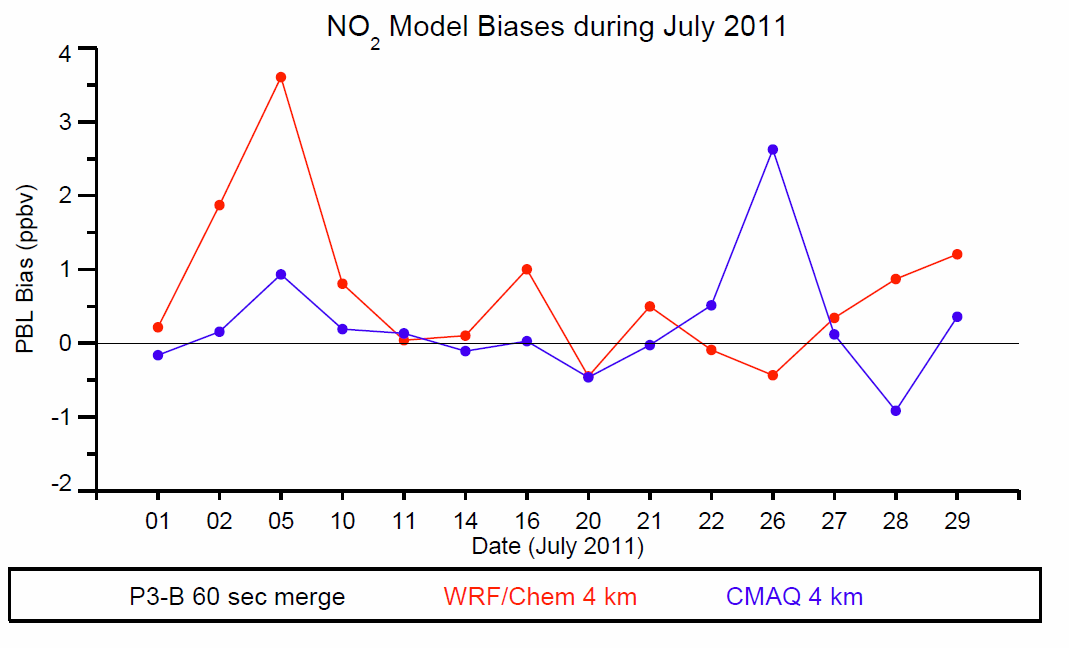 NO2 Model Biases during July 2011
4
3
2
1
0
-1
-2
PBL Bias (ppbv)
01 02 05 10 11 14 16 20 21 22 26 27 28 29
Date (July 2011)
P3-B 60 sec merge WRF/Chem 4 km CMAQ 4 km